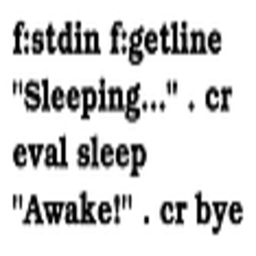 f:stdin f:getline
"Sleeping..." . cr
eval sleep
"Awake!" . cr bye